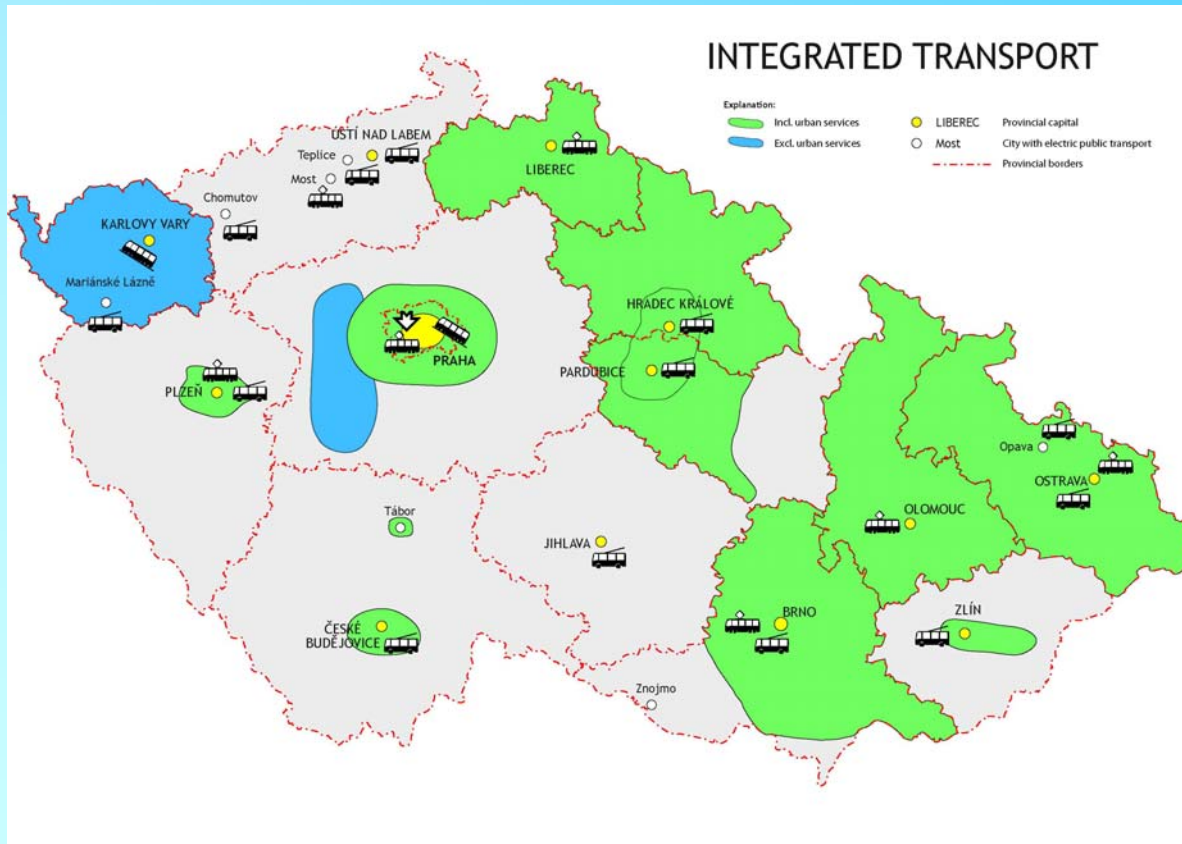 INTEGRATED TRANSPORT
Explanation:
Incl. urban services
Excl. urban services
LIBEREC Provincial capital
Most City with electric public transport
Provincial borders
ÚSTÍ NAD LABEM
Teplice
Most
LIBEREC
Chomutov
KARLOVY VARY
Mariánské Lázně
HRADEC KRÁLOVÉ
PRAHA
PARDUBICE
PLZEŇ
Opava
OSTRAVA
OLOMOUC
Tábor
JIHLAVA
BRNO
ZLÍN
ČESKÉ
BUDĚJOVICE
Znojmo